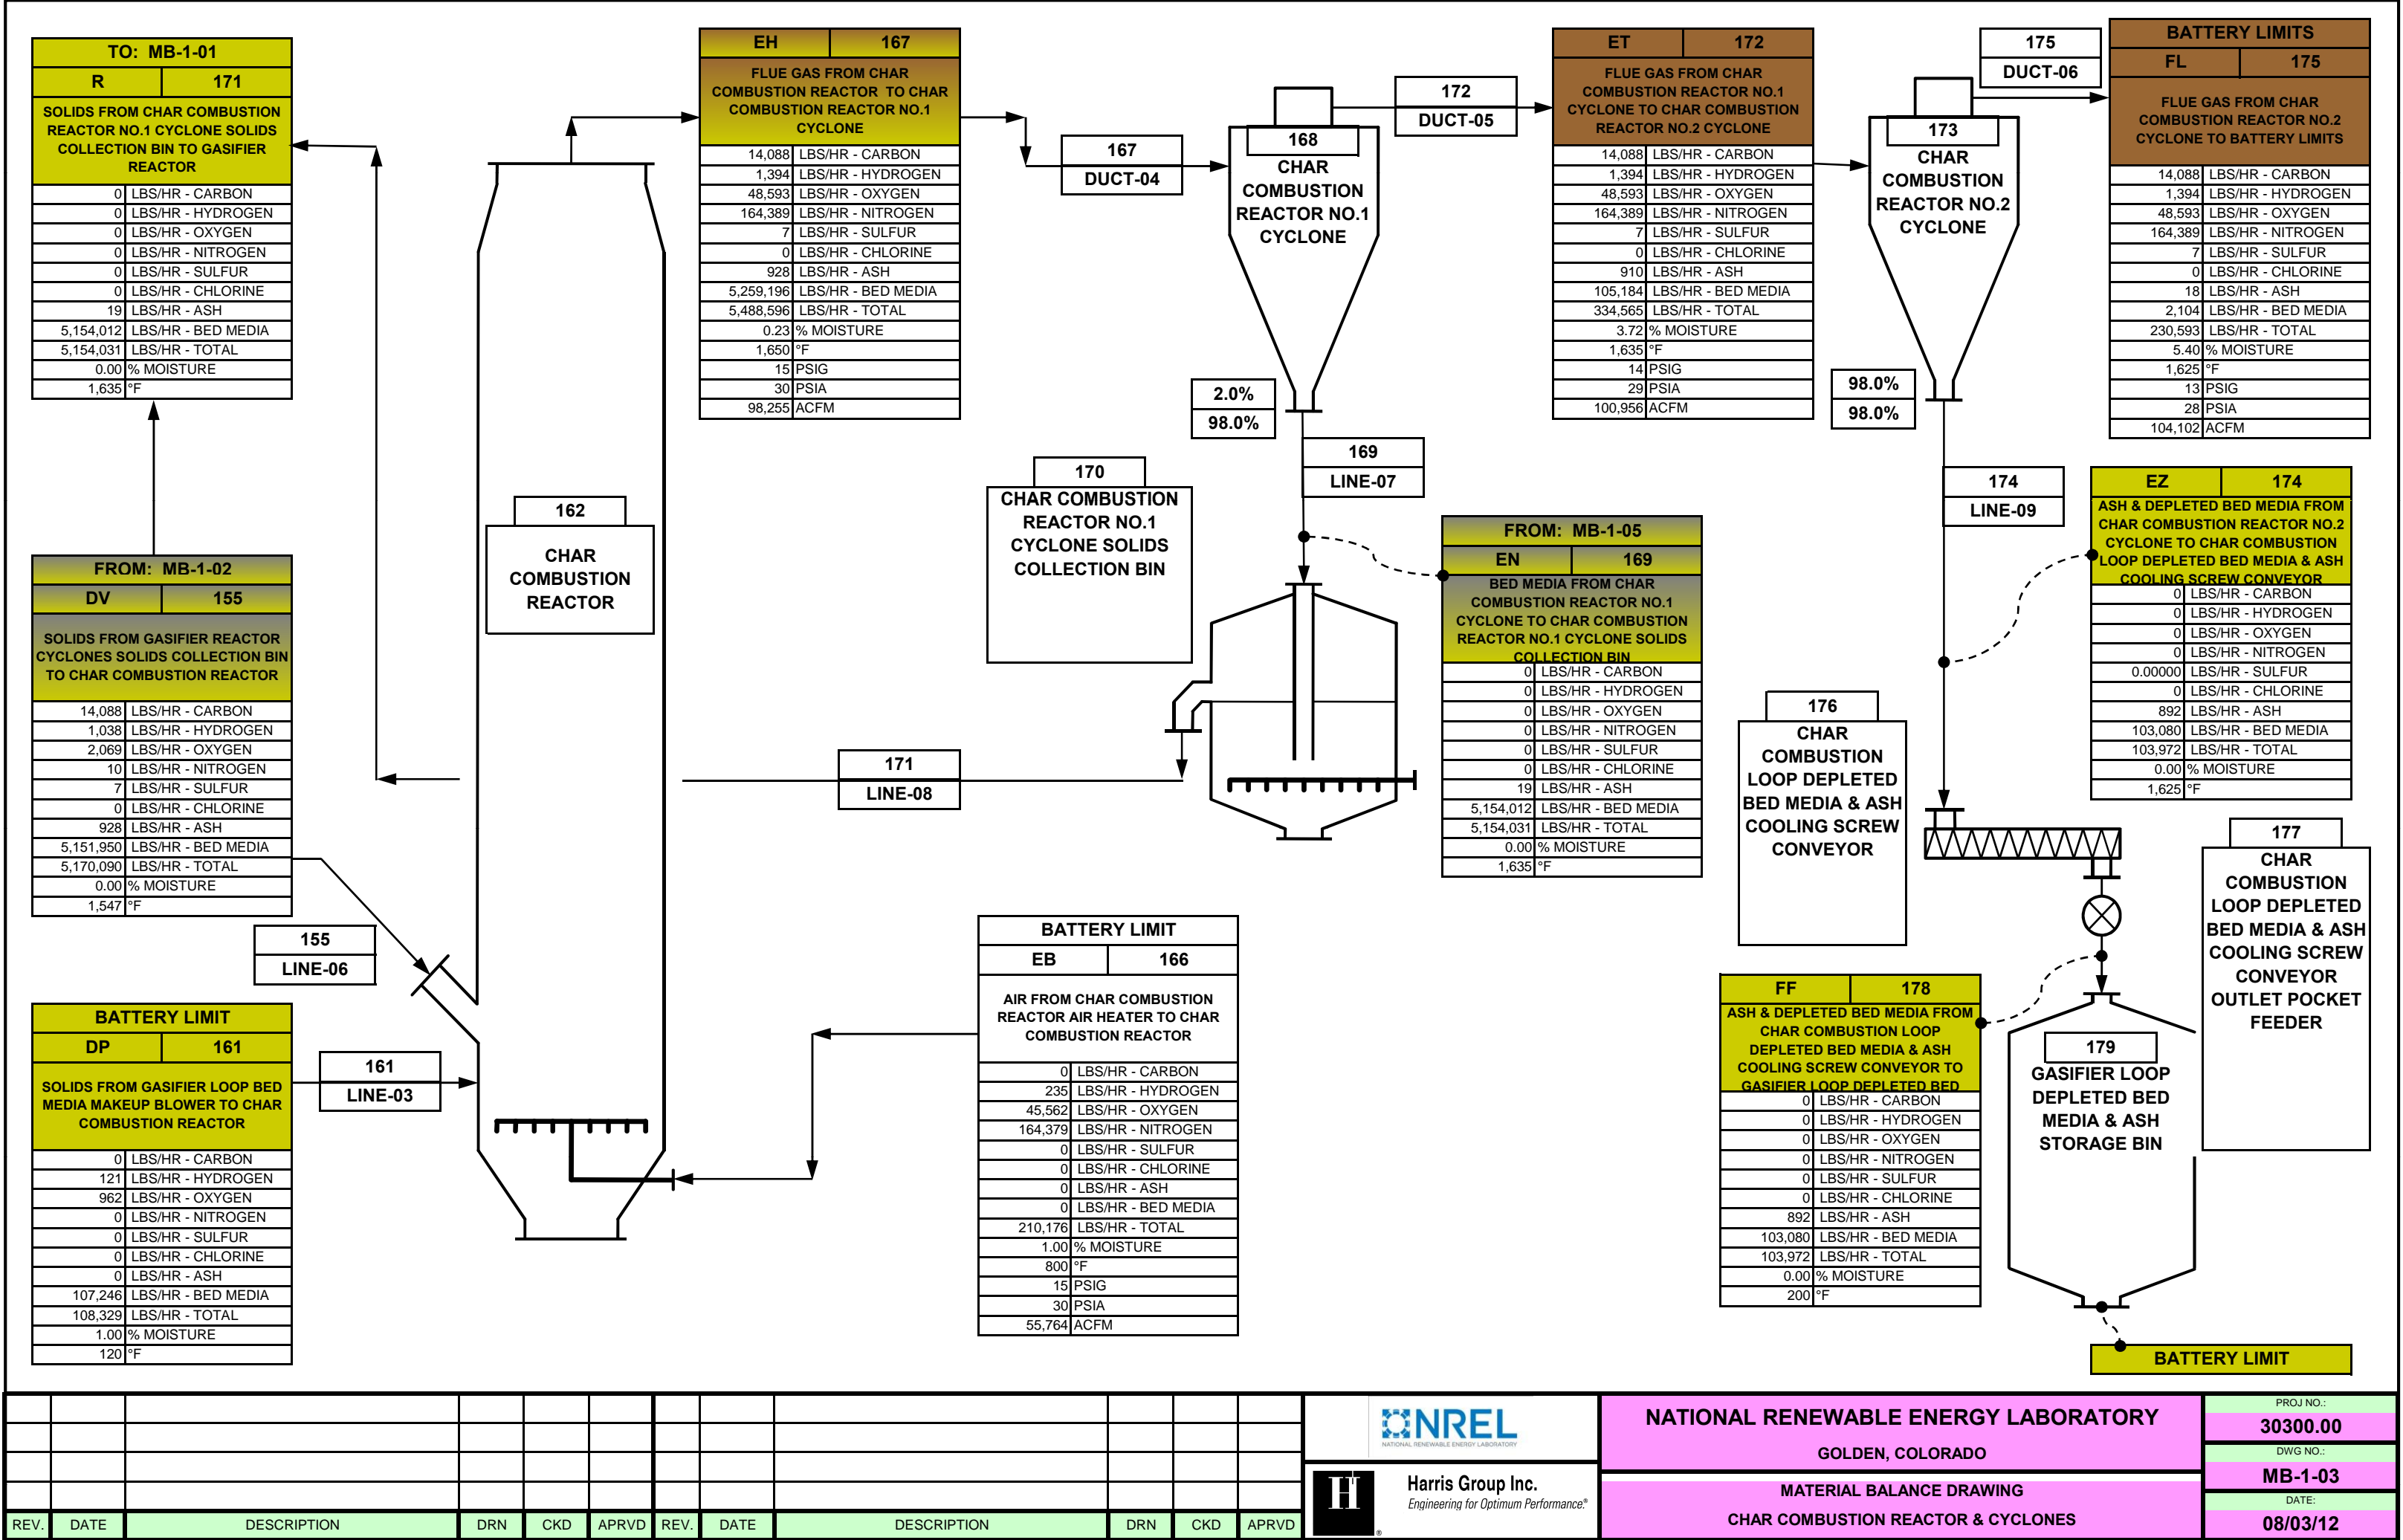 TO: MB-1-01
R 171
SOLIDS FROM CHAR COMBUSTION
REACTOR NO.1 CYCLONE SOLIDS
COLLECTION BIN TO GASIFIER
REACTOR
0 LBS/HR - CARBON
0 LBS/HR - HYDROGEN
0 LBS/HR - OXYGEN
0 LBS/HR - NITROGEN
0 LBS/HR - SULFUR
0 LBS/HR - CHLORINE
19 LBS/HR - ASH
5,154,012 LBS/HR - BED MEDIA
5,154,031 LBS/HR - TOTAL
0.00 % MOISTURE
1,635 °F
FROM: MB-1-02
DV 155
SOLIDS FROM GASIFIER REACTOR
CYCLONES SOLIDS COLLECTION BIN
TO CHAR COMBUSTION REACTOR
14,088 LBS/HR - CARBON
1,038 LBS/HR - HYDROGEN
2,069 LBS/HR - OXYGEN
10 LBS/HR - NITROGEN
7 LBS/HR - SULFUR
0 LBS/HR - CHLORINE
928 LBS/HR - ASH
5,151,950 LBS/HR - BED MEDIA
5,170,090 LBS/HR - TOTAL
0.00 % MOISTURE
1,547 °F
155
LINE-06
BATTERY LIMIT
DP 161
SOLIDS FROM GASIFIER LOOP BED
MEDIA MAKEUP BLOWER TO CHAR
COMBUSTION REACTOR
0 LBS/HR - CARBON
121 LBS/HR - HYDROGEN
962 LBS/HR - OXYGEN
0 LBS/HR - NITROGEN
0 LBS/HR - SULFUR
0 LBS/HR - CHLORINE
0 LBS/HR - ASH
107,246 LBS/HR - BED MEDIA
108,329 LBS/HR - TOTAL
1.00 % MOISTURE
120 °F
161
LINE-03
162
CHAR
COMBUSTION
REACTOR
EH 167
FLUE GAS FROM CHAR
COMBUSTION REACTOR TO CHAR
COMBUSTION REACTOR NO.1
CYCLONE
14,088 LBS/HR - CARBON
1,394 LBS/HR - HYDROGEN
48,593 LBS/HR - OXYGEN
164,389 LBS/HR - NITROGEN
7 LBS/HR - SULFUR
0 LBS/HR - CHLORINE
928 LBS/HR - ASH
5,259,196 LBS/HR - BED MEDIA
5,488,596 LBS/HR - TOTAL
0.23 % MOISTURE
1,650 °F
15 PSIG
30 PSIA
98,255 ACFM
167
DUCT-04
168
CHAR
COMBUSTION
REACTOR NO.1
CYCLONE
2.0%
98.0%
169
LINE-07
170
CHAR COMBUSTION
REACTOR NO.1
CYCLONE SOLIDS
COLLECTION BIN
171
LINE-08
172
DUCT-05
FROM: MB-1-05
EN 169
BED MEDIA FROM CHAR
COMBUSTION REACTOR NO.1
CYCLONE TO CHAR COMBUSTION
REACTOR NO.1 CYCLONE SOLIDS
COLLECTION BIN
0 LBS/HR - CARBON
0 LBS/HR - HYDROGEN
0 LBS/HR - OXYGEN
0 LBS/HR - NITROGEN
0 LBS/HR - SULFUR
0 LBS/HR - CHLORINE
19 LBS/HR - ASH
5,154,012 LBS/HR - BED MEDIA
5,154,031 LBS/HR - TOTAL
0.00 % MOISTURE
1,635 °F
BATTERY LIMIT
EB 166
AIR FROM CHAR COMBUSTION
REACTOR AIR HEATER TO CHAR
COMBUSTION REACTOR
0 LBS/HR - CARBON
235 LBS/HR - HYDROGEN
45,562 LBS/HR - OXYGEN
164,379 LBS/HR - NITROGEN
0 LBS/HR - SULFUR
0 LBS/HR - CHLORINE
0 LBS/HR - ASH
0 LBS/HR - BED MEDIA
210,176 LBS/HR - TOTAL
1.00 % MOISTURE
800 °F
15 PSIG
30 PSIA
55,764 ACFM
ET 172
FLUE GAS FROM CHAR
COMBUSTION REACTOR NO.1
CYCLONE TO CHAR COMBUSTION
REACTOR NO.2 CYCLONE
14,088 LBS/HR - CARBON
1,394 LBS/HR - HYDROGEN
48,593 LBS/HR - OXYGEN
164,389 LBS/HR - NITROGEN
7 LBS/HR - SULFUR
0 LBS/HR - CHLORINE
910 LBS/HR - ASH
105,184 LBS/HR - BED MEDIA
334,565 LBS/HR - TOTAL
3.72 % MOISTURE
1,635 °F
14 PSIG
29 PSIA
100,956 ACFM
173
CHAR
COMBUSTION
REACTOR NO.2
CYCLONE
98.0%
98.0%
175
DUCT-06
BATTERY LIMITS
FL 175
FLUE GAS FROM CHAR
COMBUSTION REACTOR NO.2
CYCLONE TO BATTERY LIMITS
14,088 LBS/HR - CARBON
1,394 LBS/HR - HYDROGEN
48,593 LBS/HR - OXYGEN
164,389 LBS/HR - NITROGEN
7 LBS/HR - SULFUR
0 LBS/HR - CHLORINE
18 LBS/HR - ASH
2,104 LBS/HR - BED MEDIA
230,593 LBS/HR - TOTAL
5.40 % MOISTURE
1,625 °F
13 PSIG
28 PSIA
104,102 ACFM
174
LINE-09
EZ 174
ASH & DEPLETED BED MEDIA FROM
CHAR COMBUSTION REACTOR NO.2
CYCLONE TO CHAR COMBUSTION
LOOP DEPLETED BED MEDIA & ASH
COOLING SCREW CONVEYOR
0 LBS/HR - CARBON
0 LBS/HR - HYDROGEN
0 LBS/HR - OXYGEN
0 LBS/HR - NITROGEN
0.00000 LBS/HR - SULFUR
0 LBS/HR - CHLORINE
892 LBS/HR - ASH
103,080 LBS/HR - BED MEDIA
103,972 LBS/HR - TOTAL
0.00 % MOISTURE
1,625 °F
176
CHAR
COMBUSTION
LOOP DEPLETED
BED MEDIA & ASH
COOLING SCREW
CONVEYOR
177
CHAR
COMBUSTION
LOOP DEPLETED
BED MEDIA & ASH
COOLING SCREW
CONVEYOR
OUTLET POCKET
FEEDER
FF 178
ASH & DEPLETED BED MEDIA FROM
CHAR COMBUSTION LOOP
DEPLETED BED MEDIA & ASH
COOLING SCREW CONVEYOR TO
GASIFIER LOOP DEPLETED BED
0 LBS/HR - CARBON
0 LBS/HR - HYDROGEN
0 LBS/HR - OXYGEN
0 LBS/HR - NITROGEN
0 LBS/HR - SULFUR
0 LBS/HR - CHLORINE
892 LBS/HR - ASH
103,080 LBS/HR - BED MEDIA
103,972 LBS/HR - TOTAL
0.00 % MOISTURE
200 °F
179
GASIFIER LOOP
DEPLETED BED
MEDIA & ASH
STORAGE BIN
BATTERY LIMIT
REV. DATE DESCRIPTION DRN CKD APRVD REV. DATE DESCRIPTION DRN CKD APRVD
NREL
NATIONAL RENEWABLE ENERGY LABORATORY
H
Harris Group Inc.
Engineering for Optimum Performance.®
®
NATIONAL RENEWABLE ENERGY LABORATORY
GOLDEN, COLORADO
MATERIAL BALANCE DRAWING
CHAR COMBUSTION REACTOR & CYCLONES
PROJ NO.:
30300.00
DWG NO.:
MB-1-03
DATE:
08/03/12